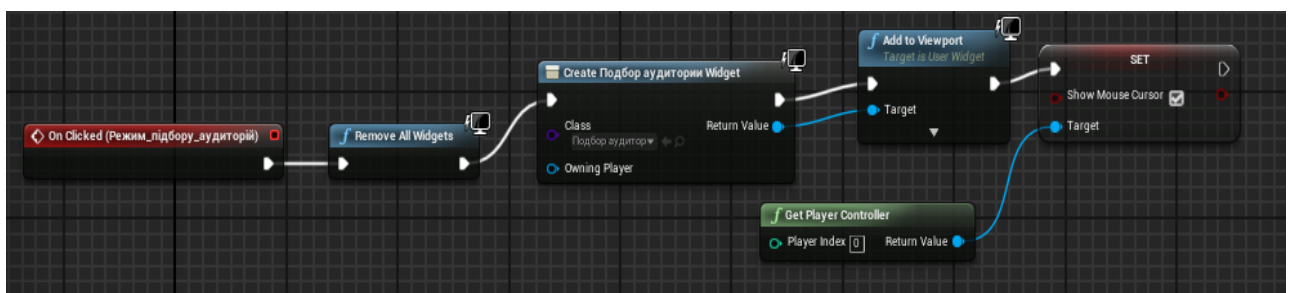 On Clicked (Режим_підбору_аудиторій)
f Remove All Widgets
Create Подбор аудитории Widget
Class
Подбор аудитор
Return Value
Owning Player
f Add to Viewport
Target is User Widget
Target
SET
Show Mouse Cursor
Target
f Get Player Controller
Player Index 0 Return Value